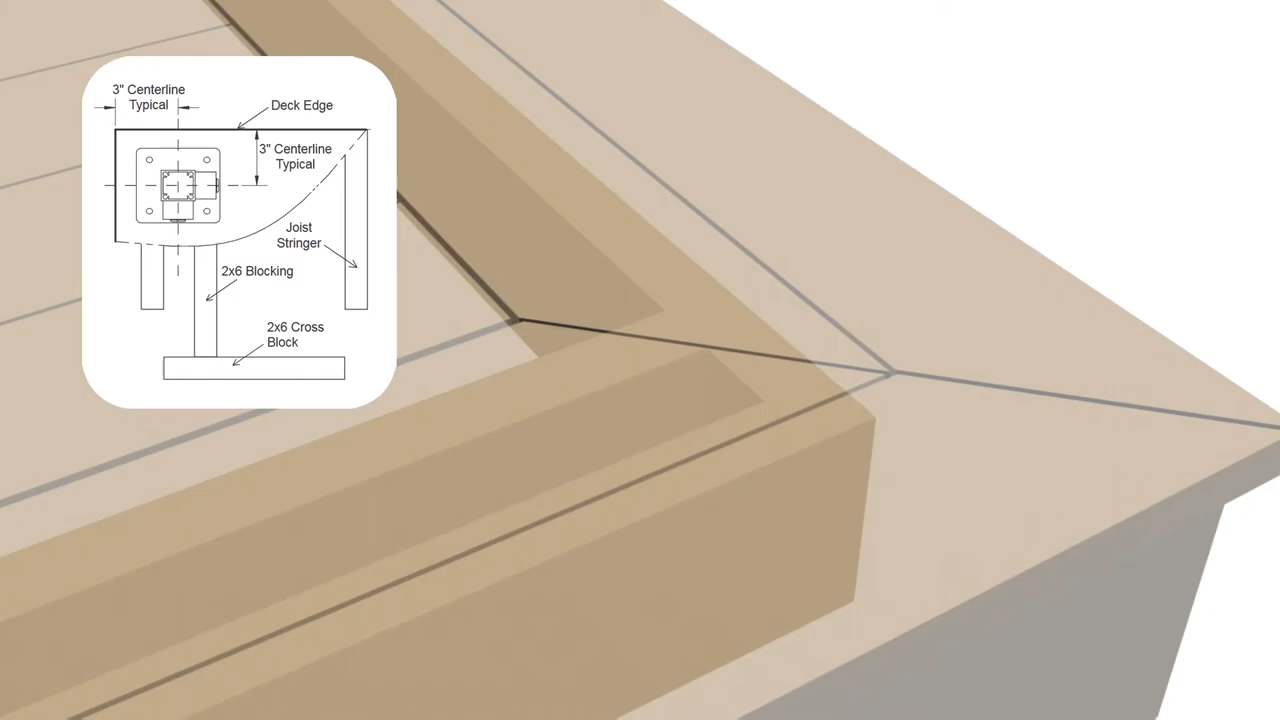 3" Centerline
Typical
Deck Edge
3" Centerline
Typical
Joist
Stringer
2x6 Blocking
2x6 Cross
Block